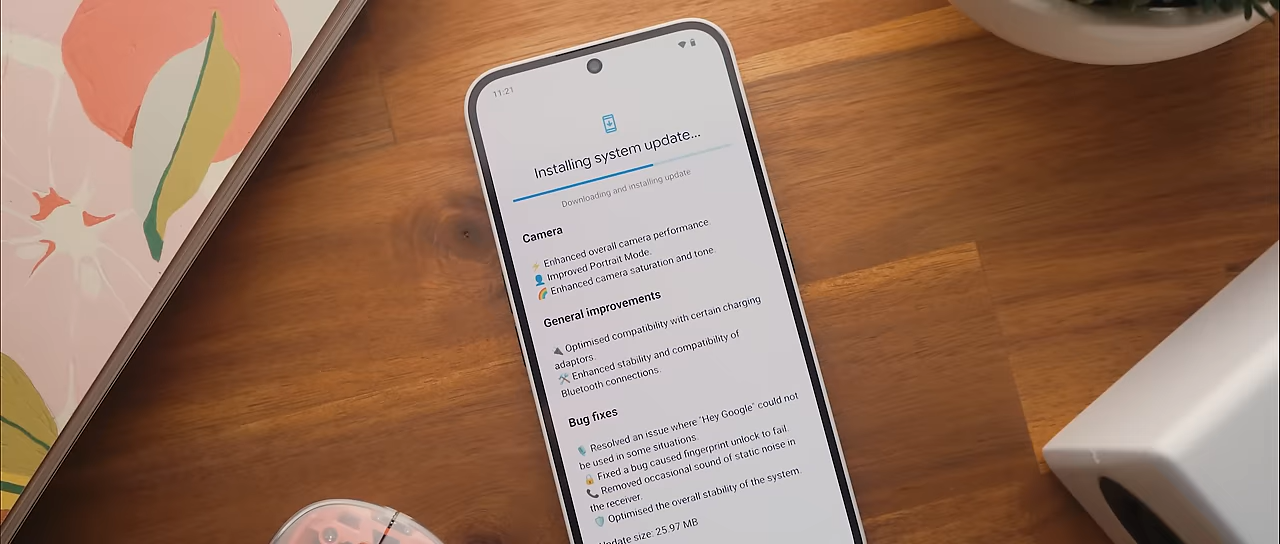 11:21
Installing system update...
Downloading and installing update
Camera
⚡ Enhanced overall camera performance.
👤 Improved Portrait Mode.
🌈 Enhanced camera saturation and tone.
General improvements
🔌 Optimised compatibility with certain charging
adaptors.
🛠️ Enhanced stability and compatibility of
Bluetooth connections.
Bug fixes
Resolved an issue where "Hey Google" could not
be used in some situations.
🔒 Fixed a bug caused fingerprint unlock to fail.
📞 Removed occasional sound of static noise in
the receiver.
🛡️ Optimised the overall stability of the system.
size: 25.97 MB